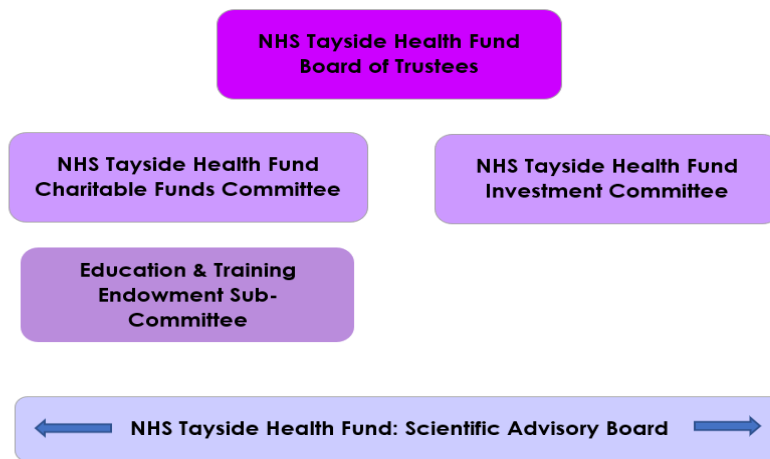 NHS Tayside Health Fund
Board of Trustees
NHS Tayside Health Fund
Charitable Funds Committee
NHS Tayside Health Fund
Investment Committee
Education & Training
Endowment Sub-
Committee
NHS Tayside Health Fund: Scientific Advisory Board